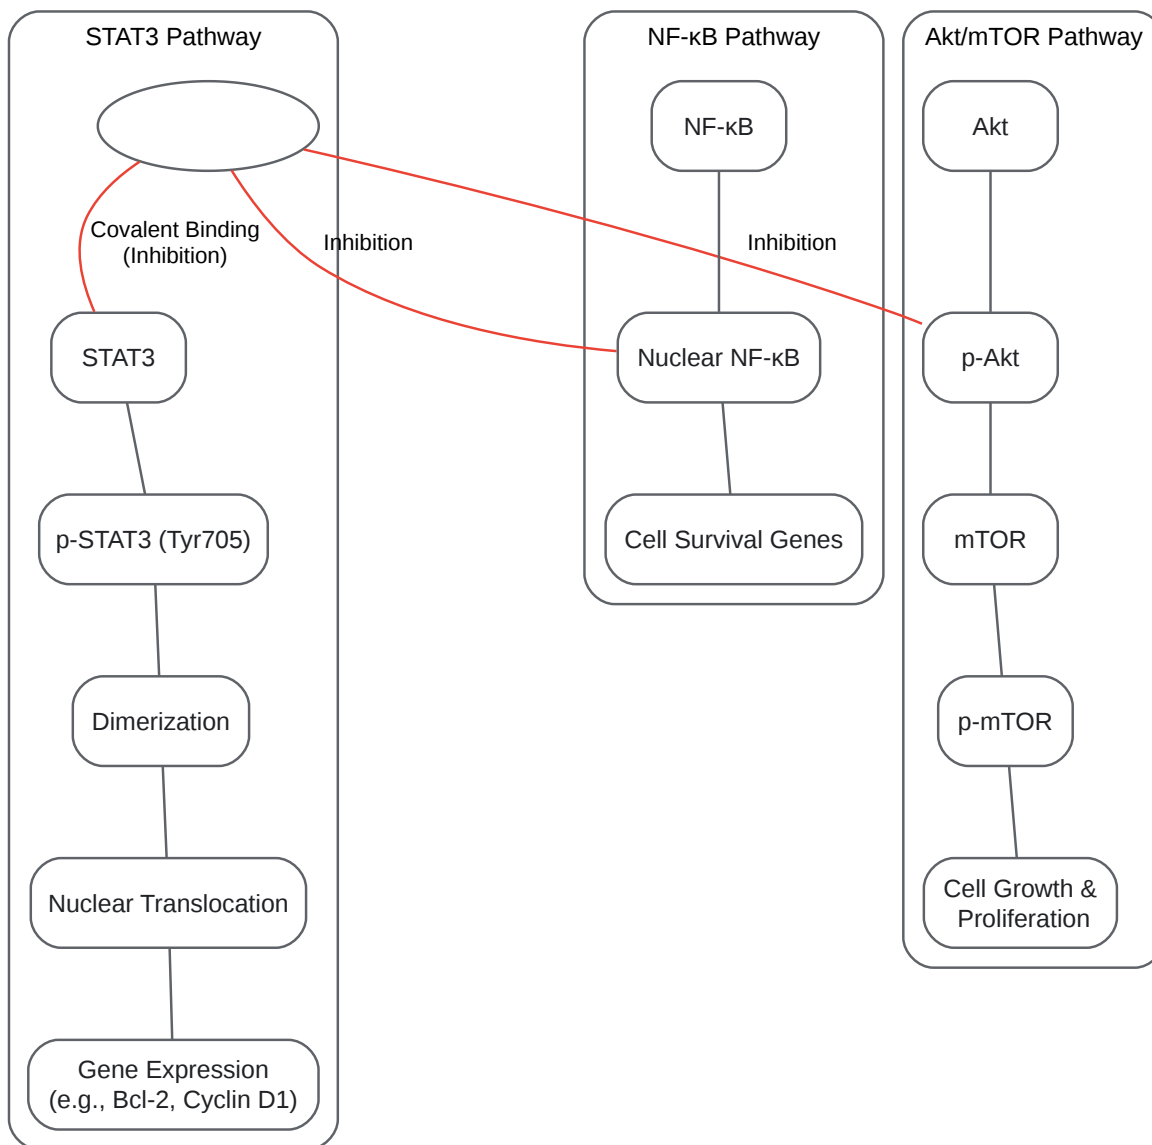 STAT3 Pathway
Covalent Binding
(Inhibition)
STAT3
p-STAT3 (Tyr705)
Dimerization
Nuclear Translocation
Gene Expression
(e.g., Bcl-2, Cyclin D1)
Inhibition
NF-κB Pathway
NF-κB
Inhibition
Nuclear NF-κB
Cell Survival Genes
Akt/mTOR Pathway
Akt
p-Akt
mTOR
p-mTOR
Cell Growth &
Proliferation